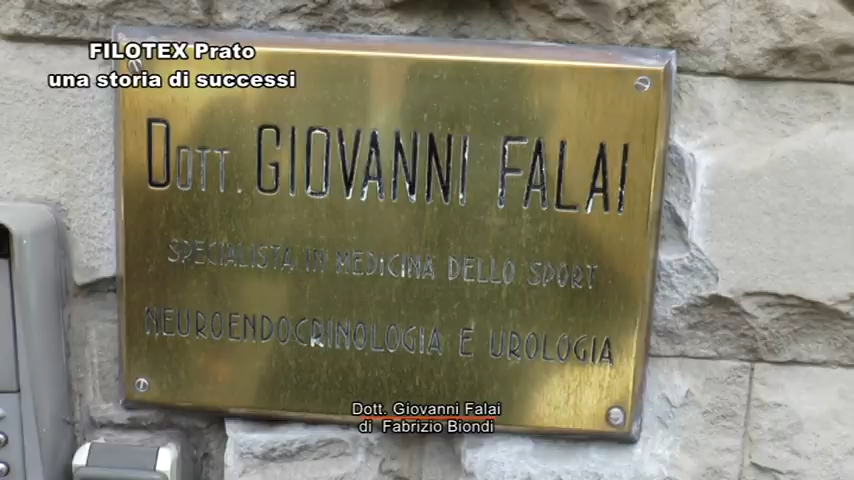 FILOTEX Prato
una storia di successi
DOTT. GIOVANNI FALAI
SPECIALISTA IN MEDICINA DELLO SPORT
NEUROENDOCRINOLOGIA E UROLOGIA
Dott. Giovanni Falai
di Fabrizio Biondi